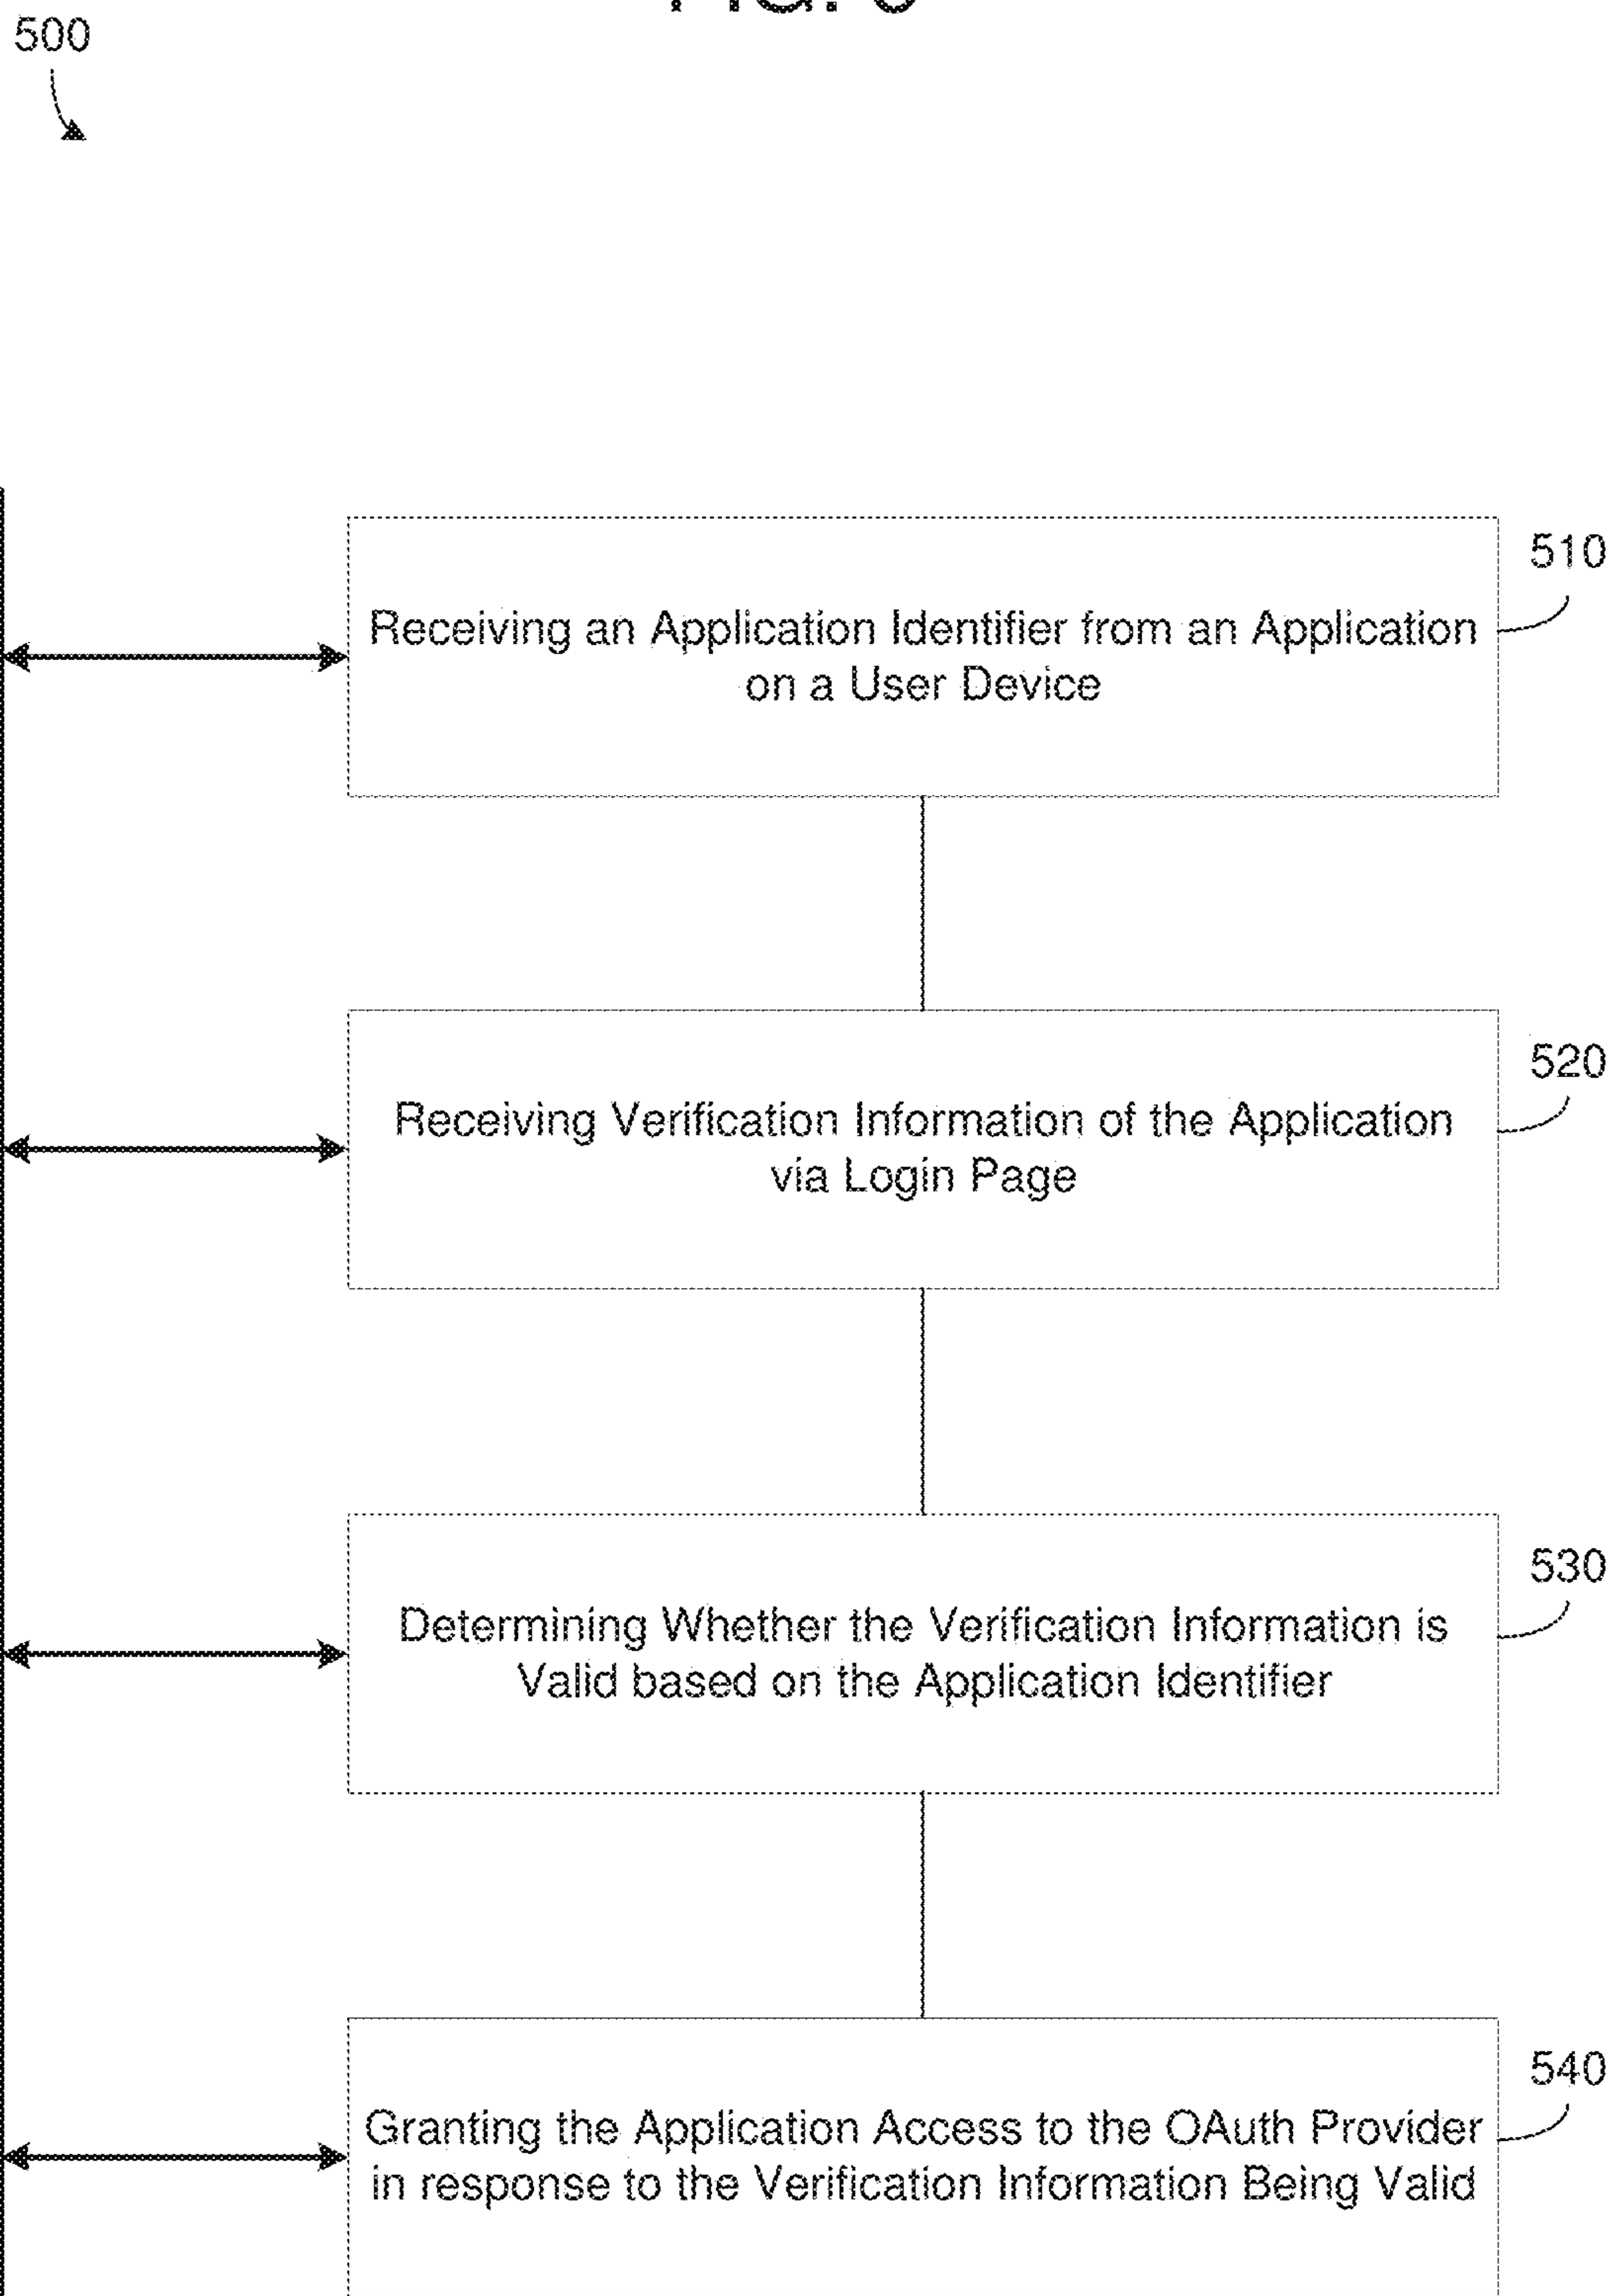 500
510
Receiving an Application Identifier from an Application
on a User Device
520
Receiving Verification Information of the Application
via Login Page
530
Determining Whether the Verification Information is
Valid based on the Application Identifier
540
Granting the Application Access to the OAuth Provider
in response to the Verification Information Being Valid